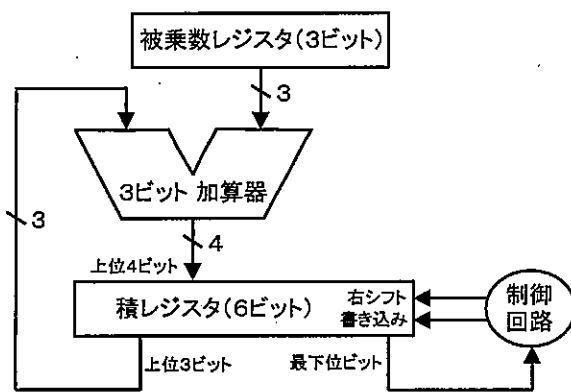 被乗数レジスタ(3ビット)
3
3ビット 加算器
3
4
上位4ビット
積レジスタ(6ビット)
右シフト
書き込み
制御
回路
上位3ビット
最下位ビット